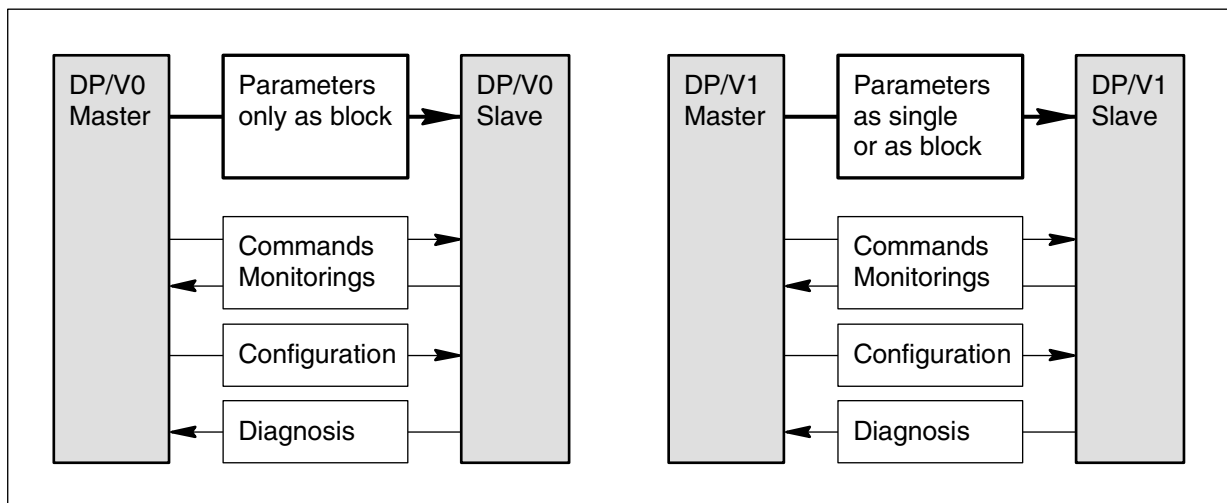 DP/V0
Master
Parameters
only as block
DP/V0
Slave
Commands
Monitorings
Configuration
Diagnosis
DP/V1
Master
Parameters
as single
or as block
DP/V1
Slave
Commands
Monitorings
Configuration
Diagnosis